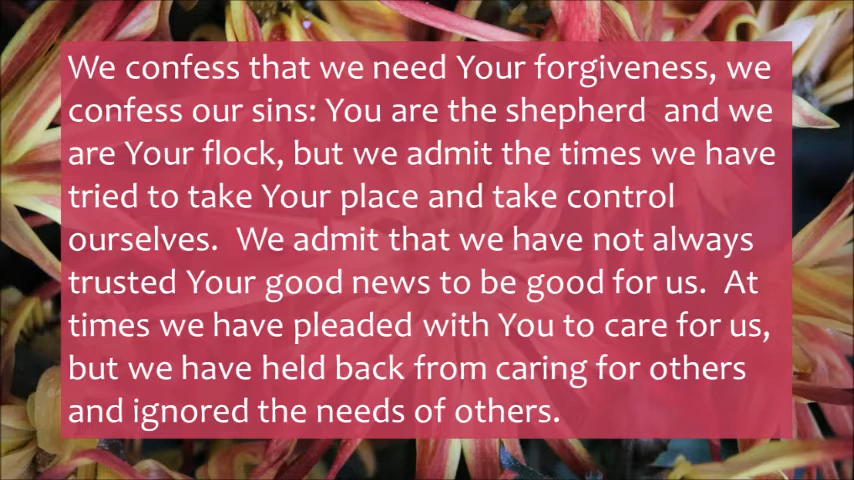 We confess that we need Your forgiveness, we
confess our sins: You are the shepherd  and we
are Your flock, but we admit the times we have
tried to take Your place and take control
ourselves.  We admit that we have not always
trusted Your good news to be good for us.  At
times we have pleaded with You to care for us,
but we have held back from caring for others
and ignored the needs of others.